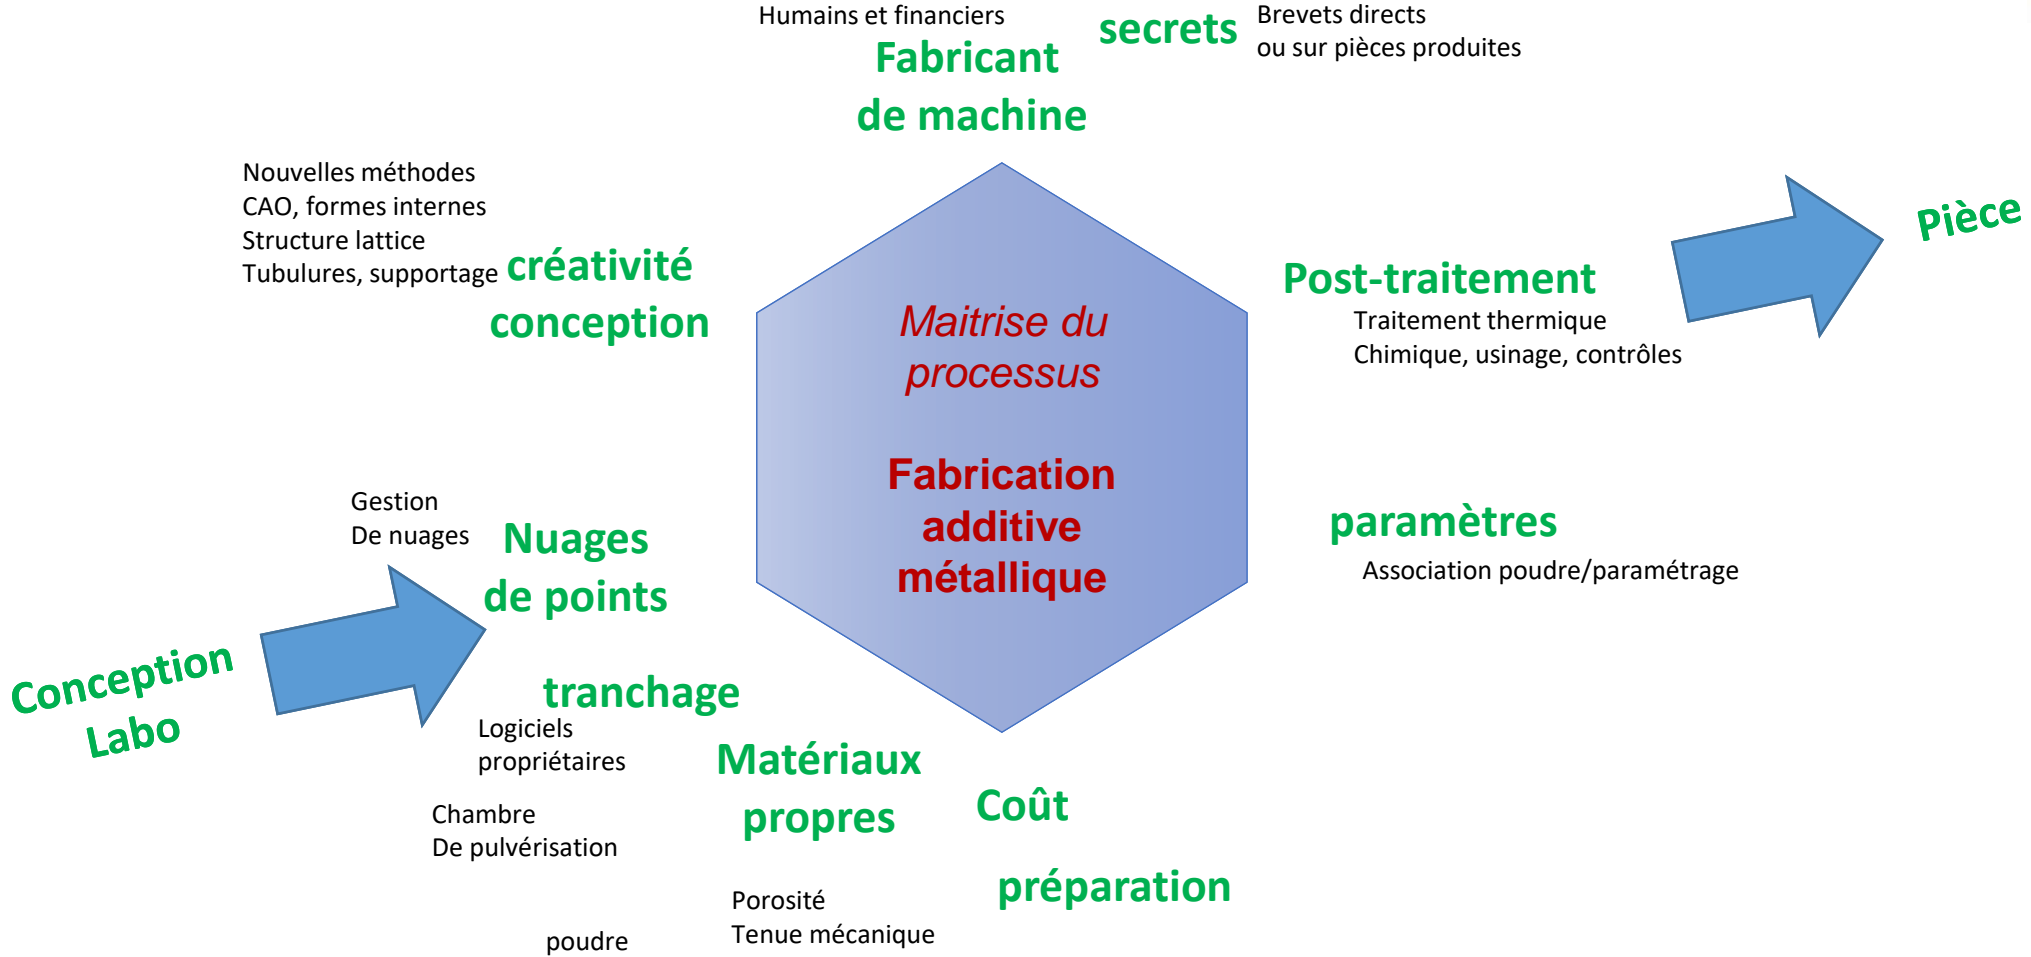 Humains et financiers
Fabricant
de machine
secrets
Brevets directs
ou sur pièces produites
Nouvelles méthodes
CAO, formes internes
Structure lattice
Tubulures, supportage
créativité
conception
Maitrise du
processus
Fabrication
additive
métallique
Post-traitement
Traitement thermique
Chimique, usinage, contrôles
Pièce
Gestion
De nuages
Nuages
de points
paramètres
Association poudre/paramétrage
Conception
Labo
tranchage
Logiciels
propriétaires
Matériaux
propres
Chambre
De pulvérisation
Coût
préparation
Porosité
Tenue mécanique
poudre